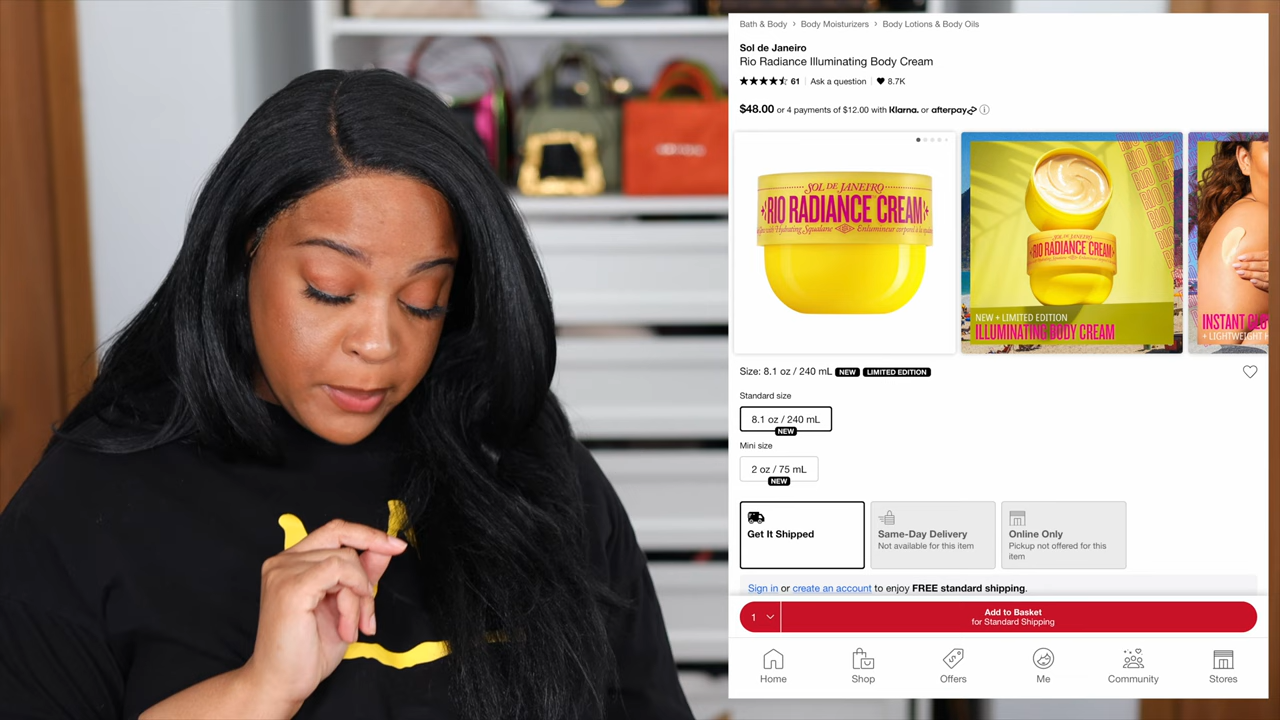 Bath & Body > Body Moisturizers > Body Lotions & Body Oils
Sol de Janeiro
Rio Radiance Illuminating Body Cream
61 | Ask a question | 8.7K
$48.00 or 4 payments of $12.00 with Klarna. or afterpay
SOL DE JANEIRO
RIO RADIANCE CREAM
Hydrating Squalane
SOL DE JANEIRO
RIO RADIANCE CREAM
NEW + LIMITED EDITION
ILLUMINATING BODY CREAM
INSTANT
+ LIGHTWEIGHT
Size: 8.1 oz / 240 mL NEW LIMITED EDITION
Standard size
8.1 oz / 240 mL
NEW
Mini size
2 oz / 75 mL
NEW
Get It Shipped
Same-Day Delivery
Not available for this item
Online Only
Pickup not offered for this
item
Sign in or create an account to enjoy FREE standard shipping.
1
Add to Basket
for Standard Shipping
Home
Shop
Offers
Me
Community
Stores